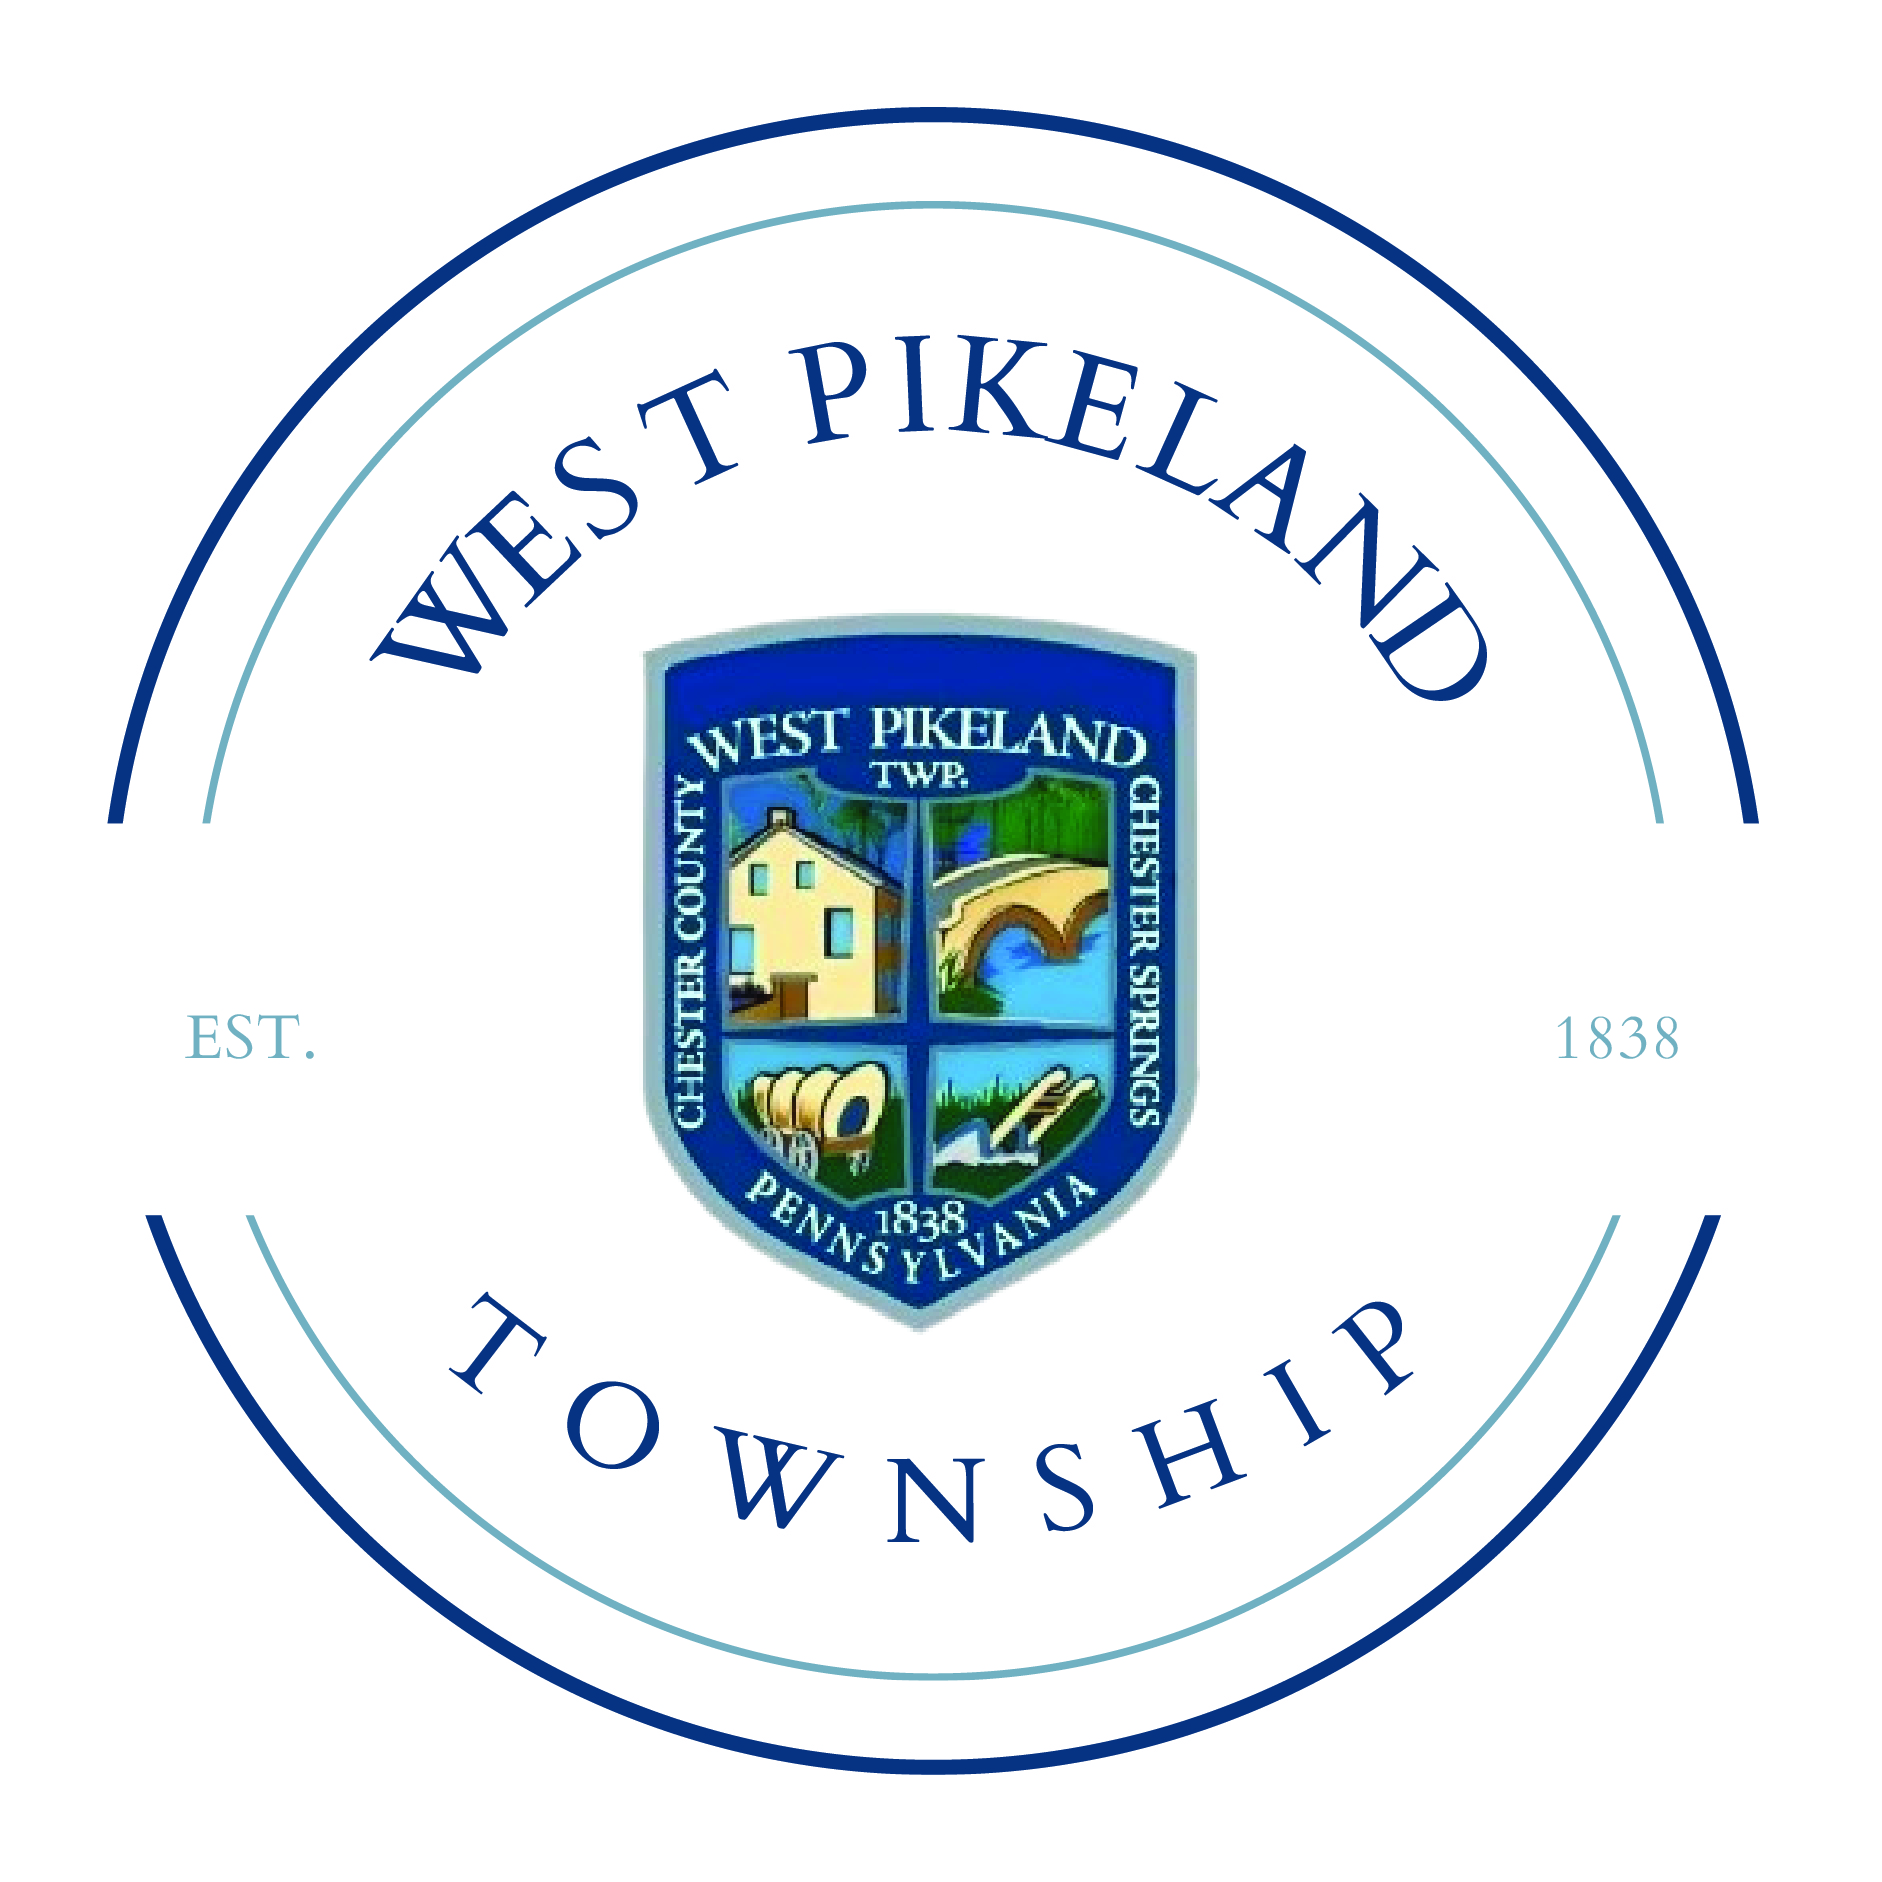 WEST PIKELAND
WEST PIKELAND
TWP.
CHESTER COUNTY
CHESTER SPRINGS
1838
PENNSYLVANIA
EST.
1838
TOWNSHIP